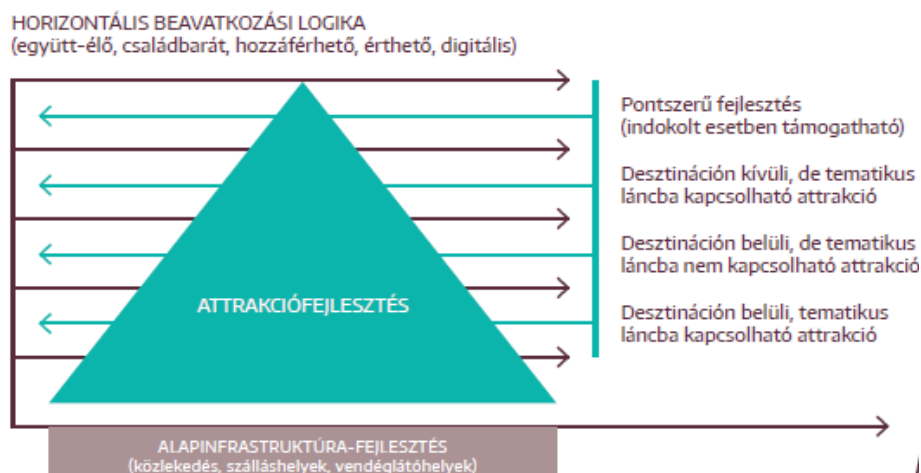 HORIZONTÁLIS BEAVATKOZÁSI LOGIKA
(együtt-élő, családbarát, hozzáférhető, érthető, digitális)
Pontszerű fejlesztés
(indokolt esetben támogatható)
Desztináción kívüli, de tematikus
láncba kapcsolható attrakció
Desztináción belüli, de tematikus
láncba nem kapcsolható attrakció
Desztináción belüli, tematikus
láncba kapcsolható attrakció
ATTRAKCIÓFEJLESZTÉS
ALAPINFRASTRUKTÚRA-FEJLESZTÉS
(közlekedés, szálláshelyek, vendéglátóhelyek)